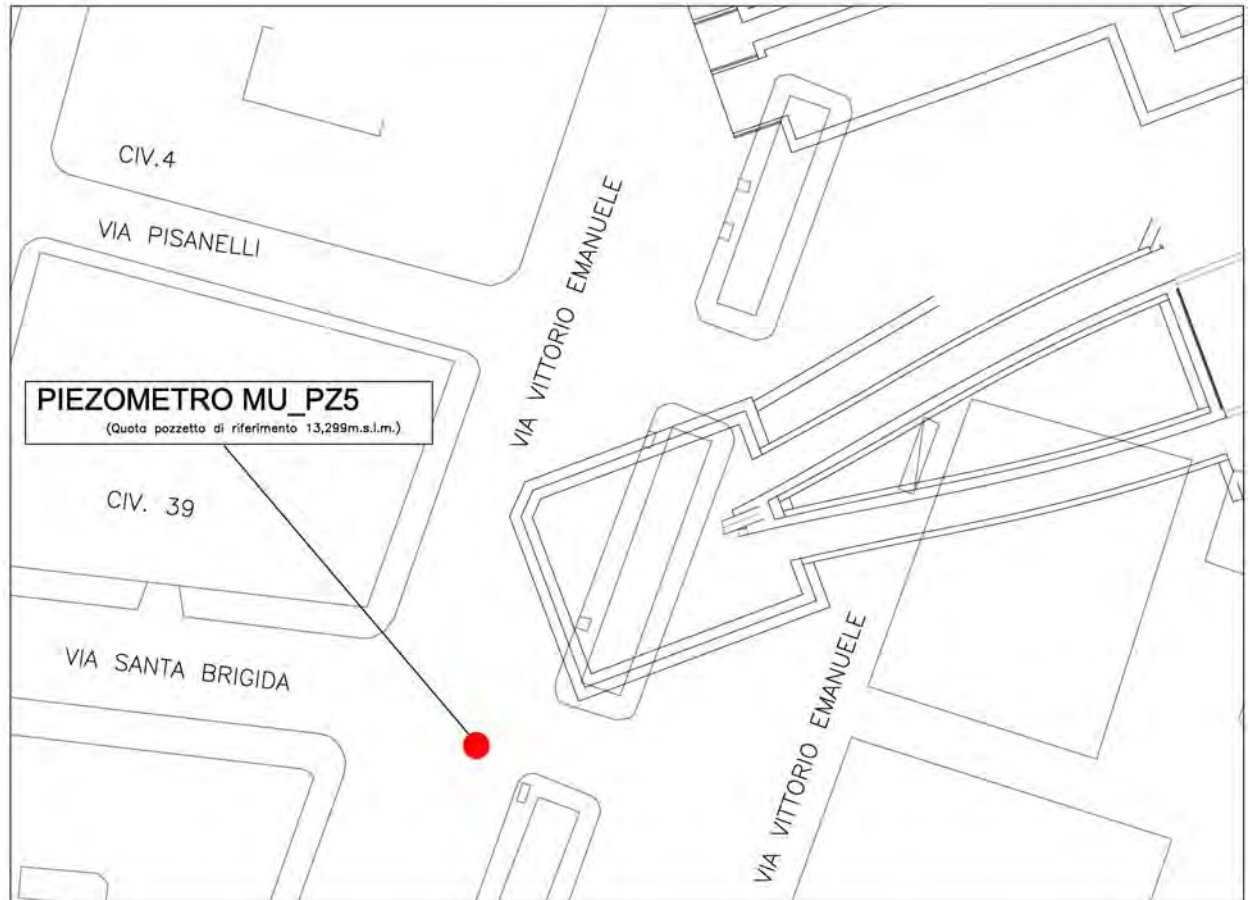 CIV.4
VIA PISANELLI
VIA VITTORIO EMANUELE
PIEZOMETRO MU_PZ5
(Quota pozzetto di riferimento 13,299m.s.l.m.)
CIV. 39
VIA SANTA BRIGIDA
VIA VITTORIO EMANUELE